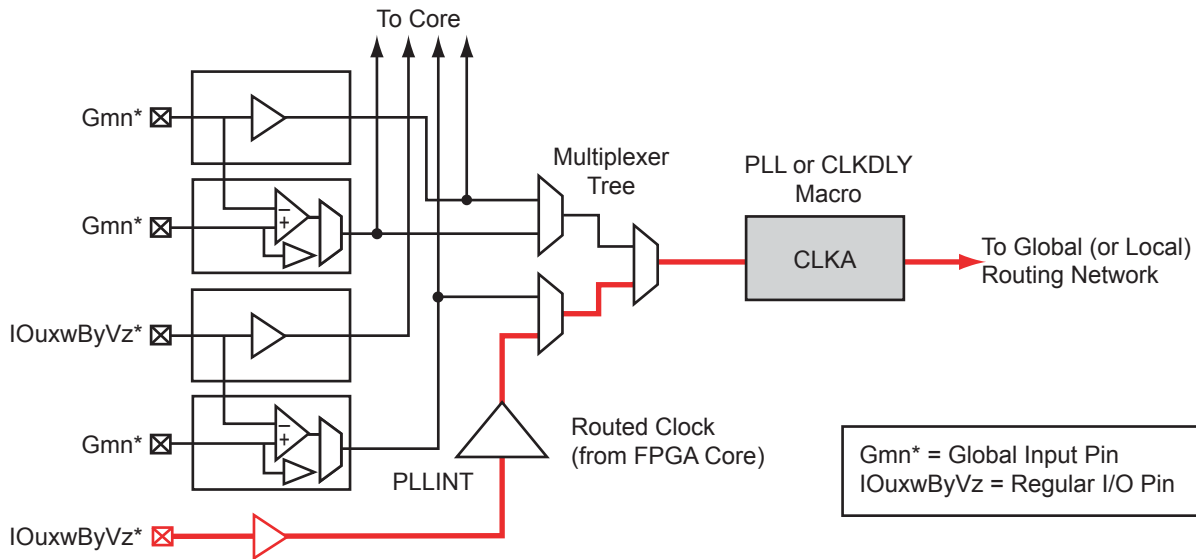 To Core
Gmn*
Multiplexer
Tree
PLL or CLKDLY
Macro
Gmn*
−
+
CLKA
To Global (or Local)
Routing Network
IOuxwByVz*
Gmn*
−
+
Routed Clock
(from FPGA Core)
PLLINT
Gmn* = Global Input Pin
IOuxwByVz = Regular I/O Pin
IOuxwByVz*